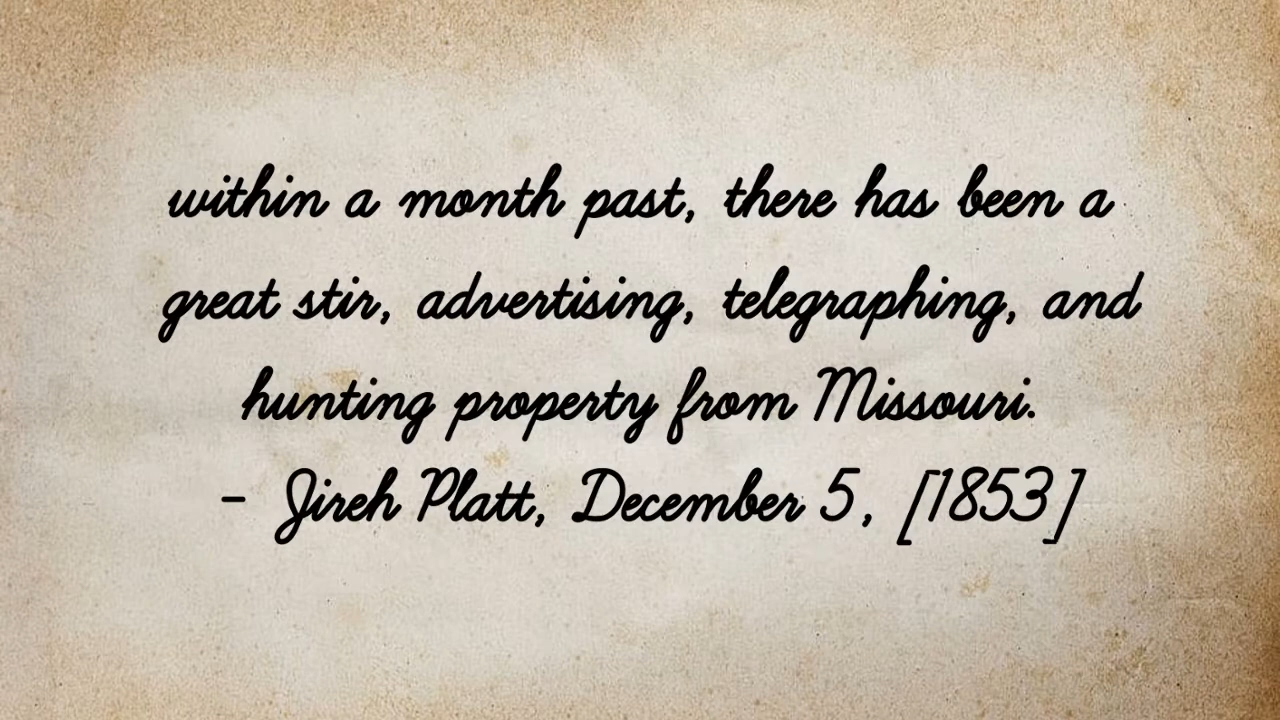 within a month past, there has been a
great stir, advertising, telegraphing, and
hunting property from Missouri.
- Jireh Platt, December 5, [1853]